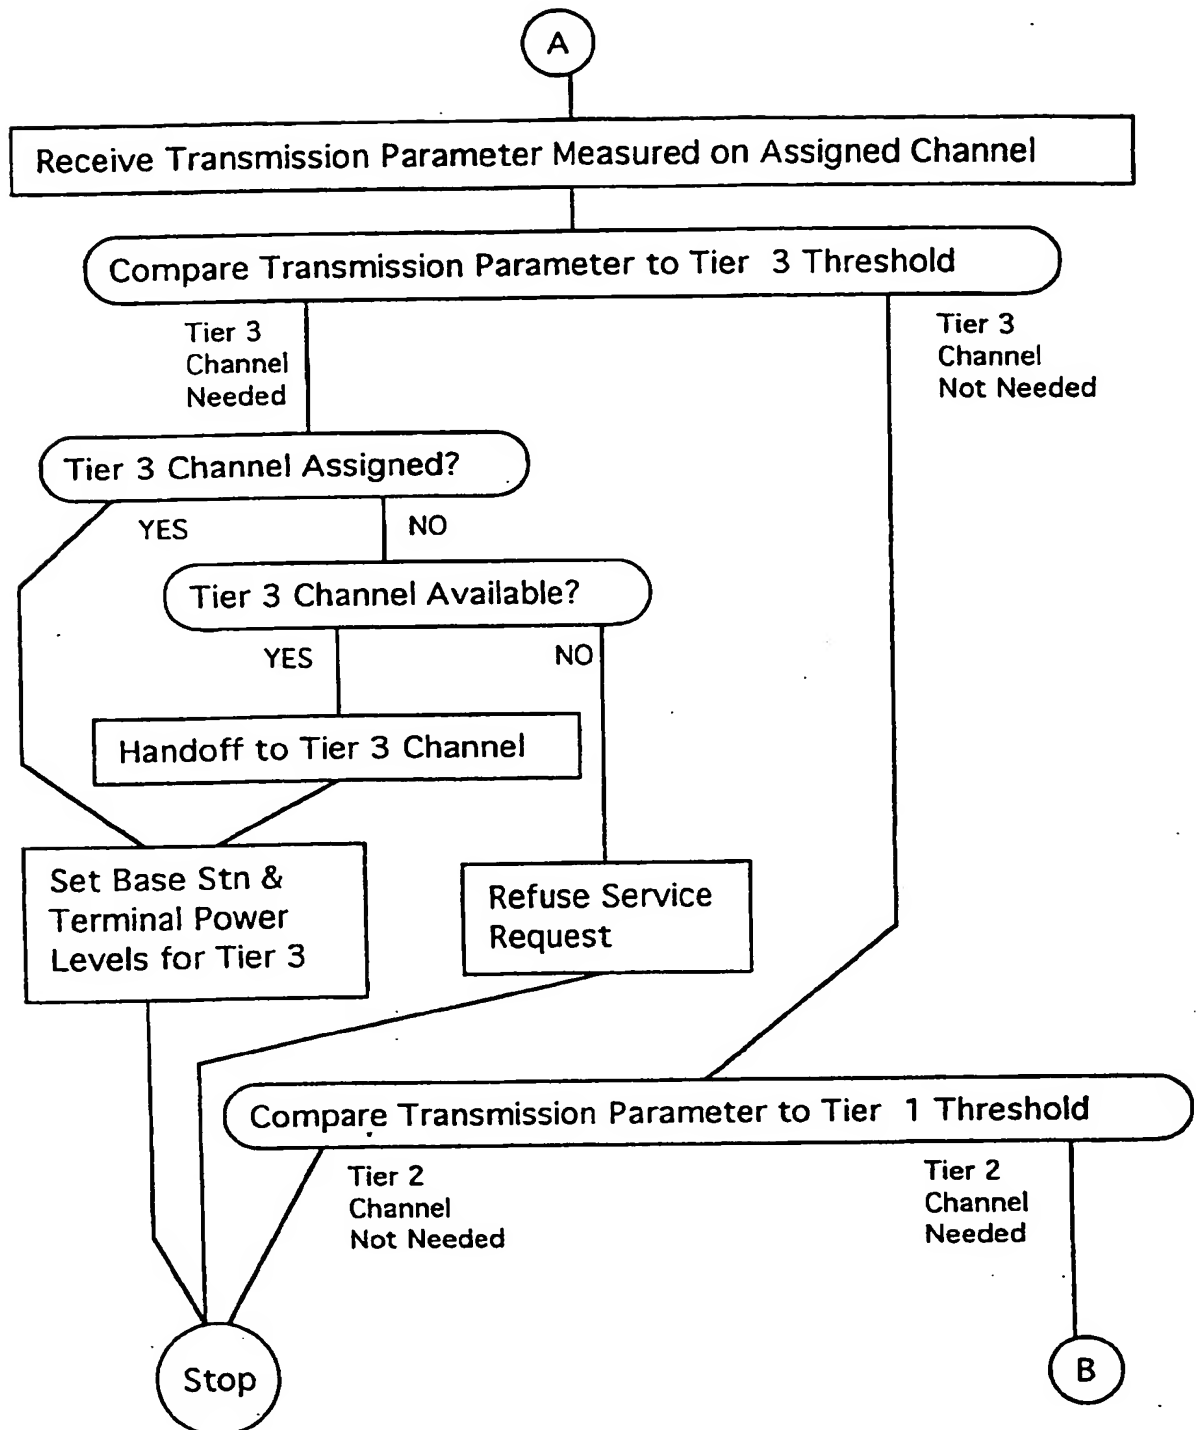 A
Receive Transmission Parameter Measured on Assigned Channel
Compare Transmission Parameter to Tier 3 Threshold
Tier 3
Channel
Needed
Tier 3
Channel
Not Needed
Tier 3 Channel Assigned?
YES
NO
Tier 3 Channel Available?
YES
NO
Handoff to Tier 3 Channel
Set Base Stn &
Terminal Power
Levels for Tier 3
Refuse Service
Request
Compare Transmission Parameter to Tier 1 Threshold
Tier 2
Channel
Not Needed
Tier 2
Channel
Needed
Stop
B